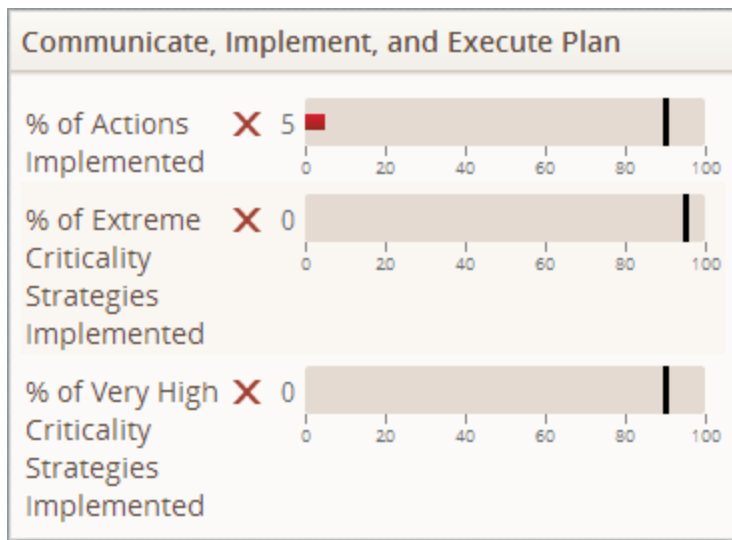 Communicate, Implement, and Execute Plan
% of Actions 5
Implemented
0 20 40 60 80 100
% of Extreme 0
Criticality
0 20 40 60 80 100
Strategies
Implemented
% of Very High 0
Criticality
0 20 40 60 80 100
Strategies
Implemented